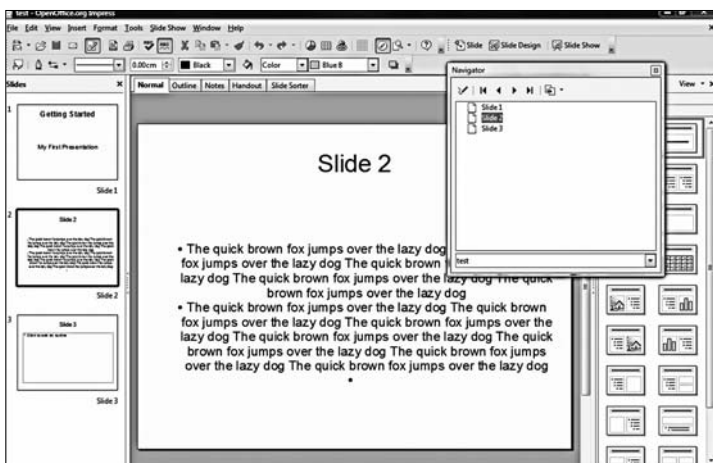 test - OpenOffice.org Impress
File Edit View Insert Format Tools Slide Show Window Help
Slide Slide Design Slide Show
0.00cm Black Color Blue 8
Slides
Normal Outline Notes Handout Slide Sorter
Navigator
View
Slide 1
Slide 2
Slide 3
test
1
Getting Started
My First Presentation
Slide 1
2
Slide 2
Slide 2
3
Slide 3
Slide 3
Slide 2
• The quick brown fox jumps over the lazy dog
fox jumps over the lazy dog The quick brown
lazy dog The quick brown fox jumps over the lazy dog The quick
brown fox jumps over the lazy dog
• The quick brown fox jumps over the lazy dog The quick brown
fox jumps over the lazy dog The quick brown fox jumps over the
lazy dog The quick brown fox jumps over the lazy dog The quick
brown fox jumps over the lazy dog The quick brown fox jumps
over the lazy dog The quick brown fox jumps over the lazy dog
•